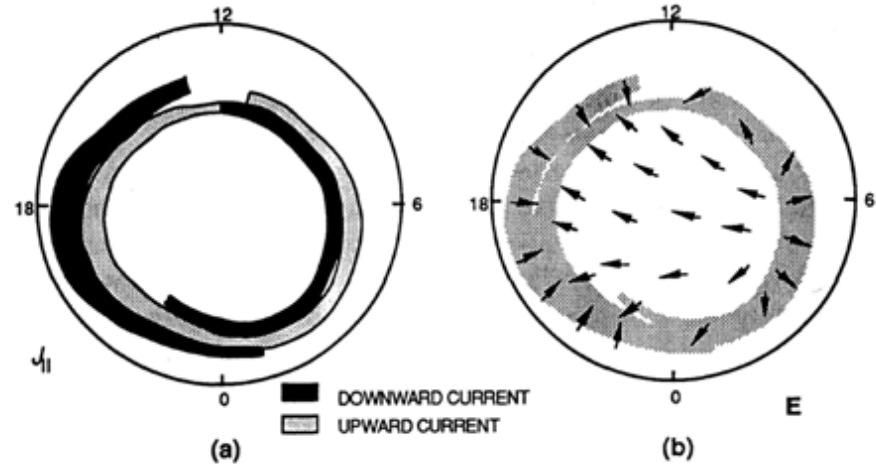 12
12
18
6
18
6
J||
0
0
DOWNWARD CURRENT
UPWARD CURRENT
E
(a)
(b)